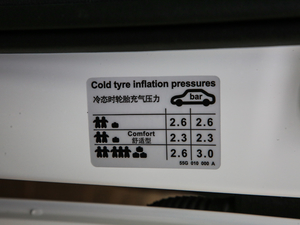 Cold tyre inflation pressures
冷态时轮胎充气压力 bar
2.6 2.6
Comfort
舒适型 2.3 2.3
2.6 3.0
55G 010 000 A